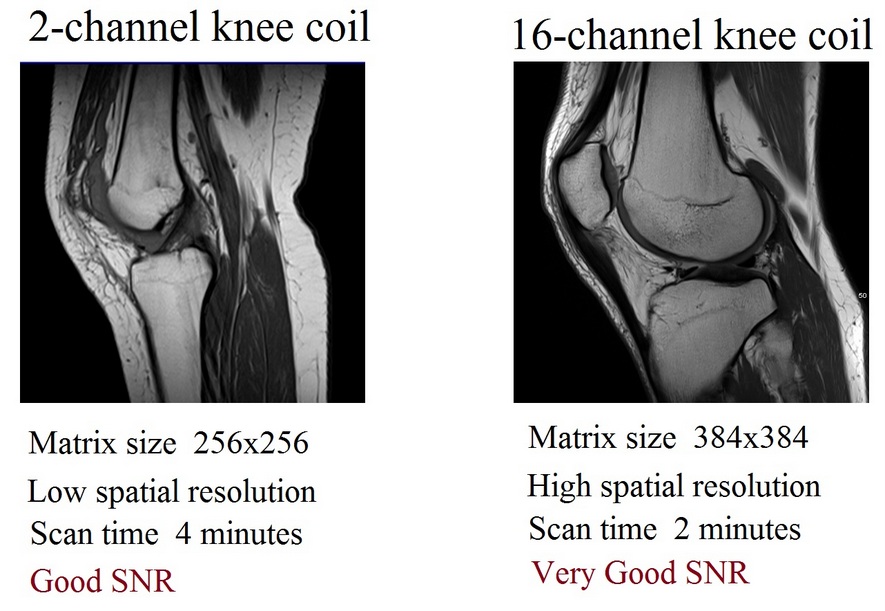 2-channel knee coil
16-channel knee coil
50
Matrix size 256x256
Low spatial resolution
Scan time 4 minutes
Good SNR
Matrix size 384x384
High spatial resolution
Scan time 2 minutes
Very Good SNR